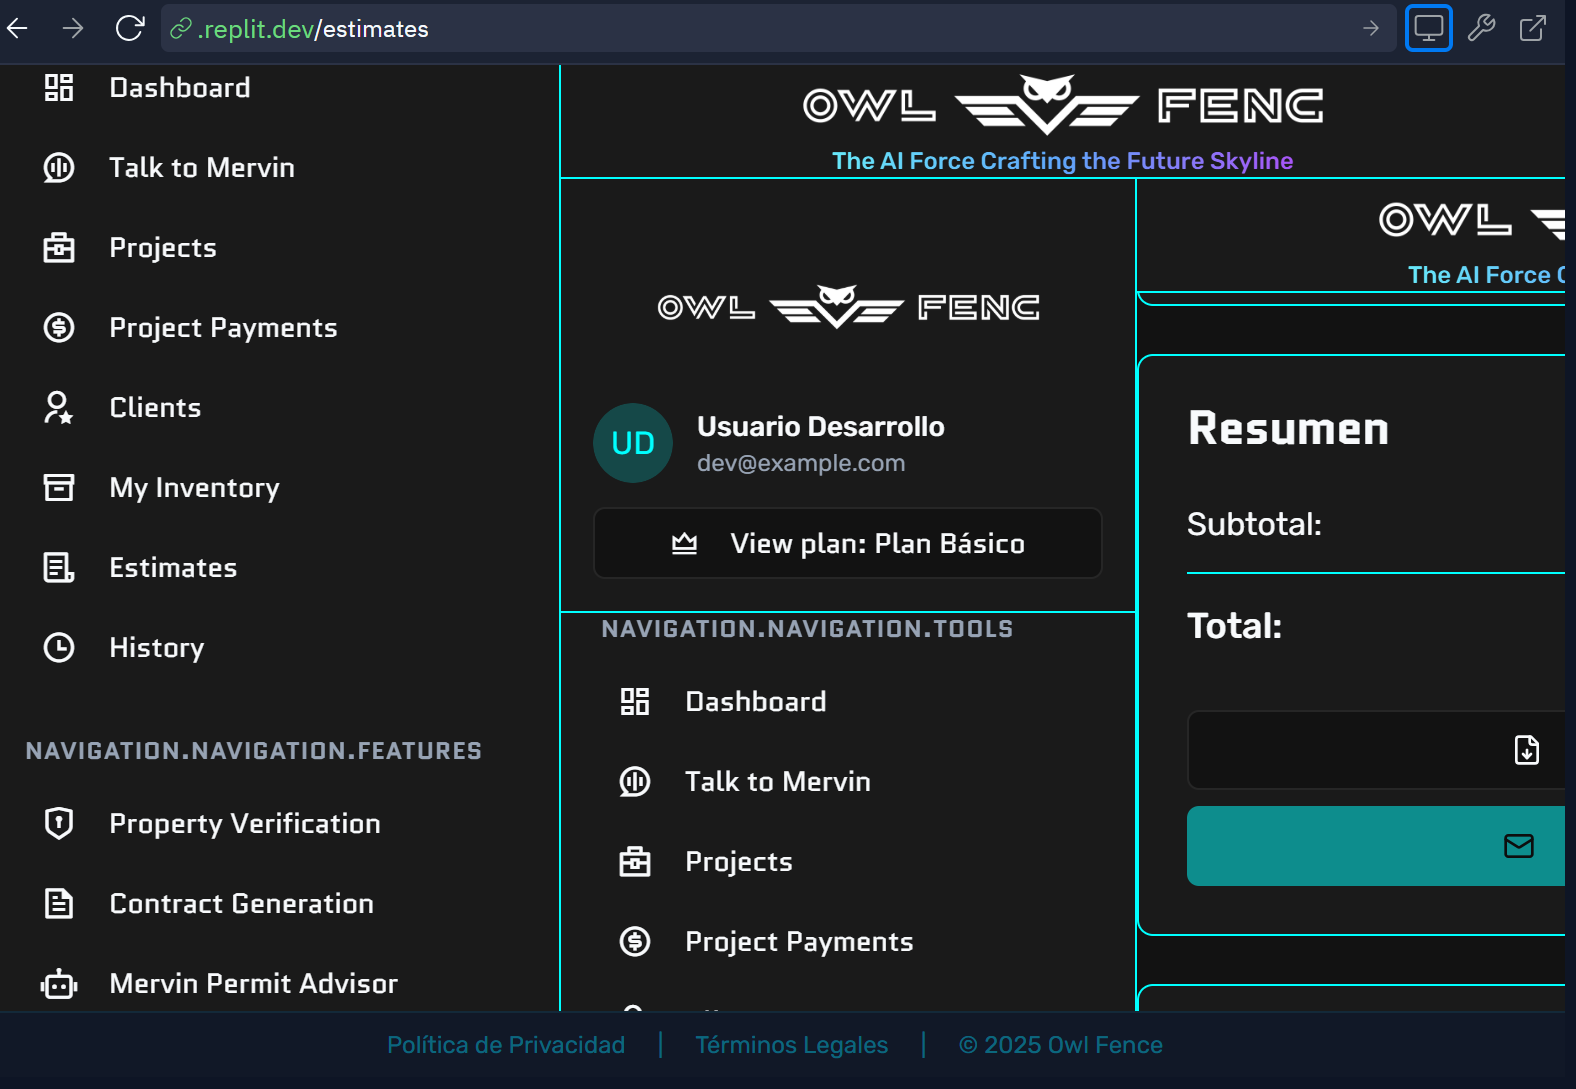 .replit.dev/estimates
Dashboard
Talk to Mervin
Projects
Project Payments
Clients
My Inventory
Estimates
History
NAVIGATION.NAVIGATION.FEATURES
Property Verification
Contract Generation
Mervin Permit Advisor
OWL FENC
The AI Force Crafting the Future Skyline
OWL FENC
UD
Usuario Desarrollo
dev@example.com
View plan: Plan Básico
NAVIGATION.NAVIGATION.TOOLS
Dashboard
Talk to Mervin
Projects
Project Payments
OWL
The AI Force
Resumen
Subtotal:
Total:
Política de Privacidad | Términos Legales | © 2025 Owl Fence